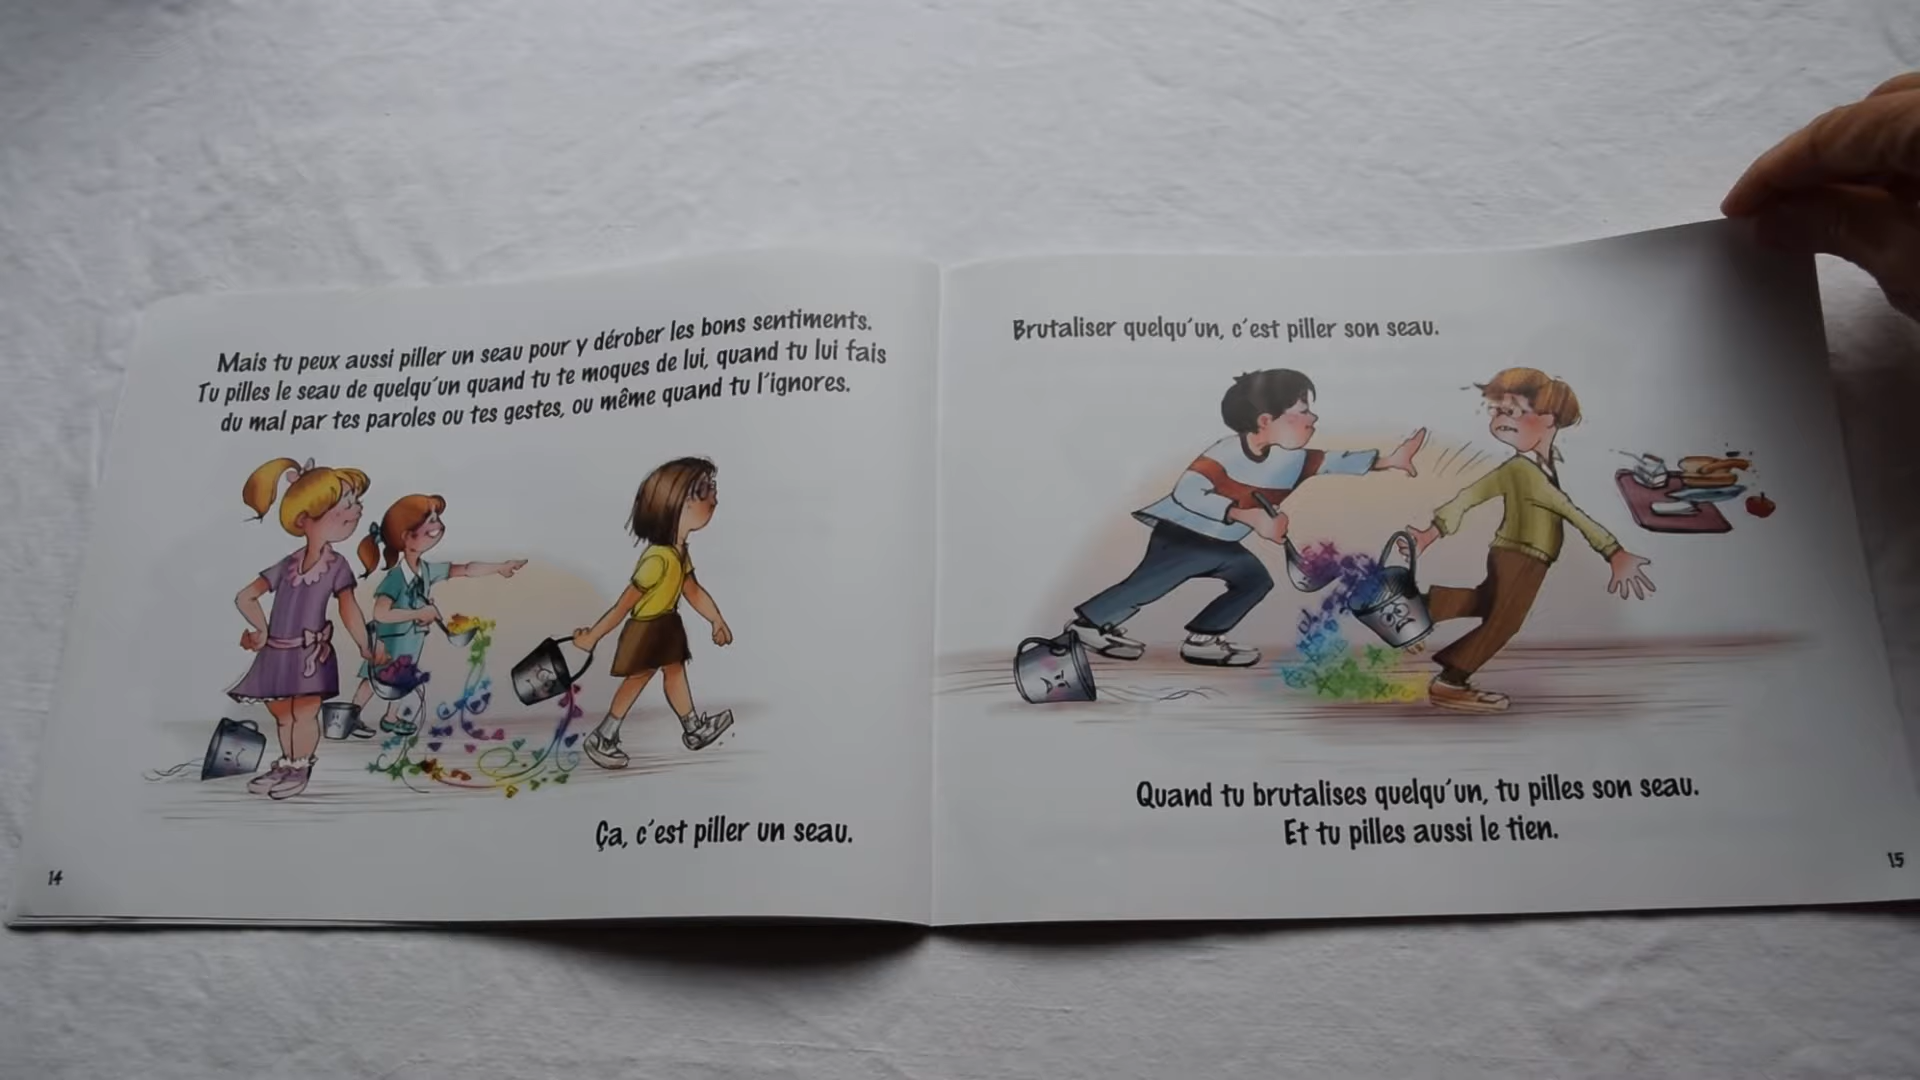 Mais tu peux aussi piller un seau pour y dérober les bons sentiments.
Tu pilles le seau de quelqu'un quand tu te moques de lui, quand tu lui fais
du mal par tes paroles ou tes gestes, ou même quand tu l'ignores.
Ça, c'est piller un seau.
14
Brutaliser quelqu'un, c'est piller son seau.
Quand tu brutalises quelqu'un, tu pilles son seau.
Et tu pilles aussi le tien.
15